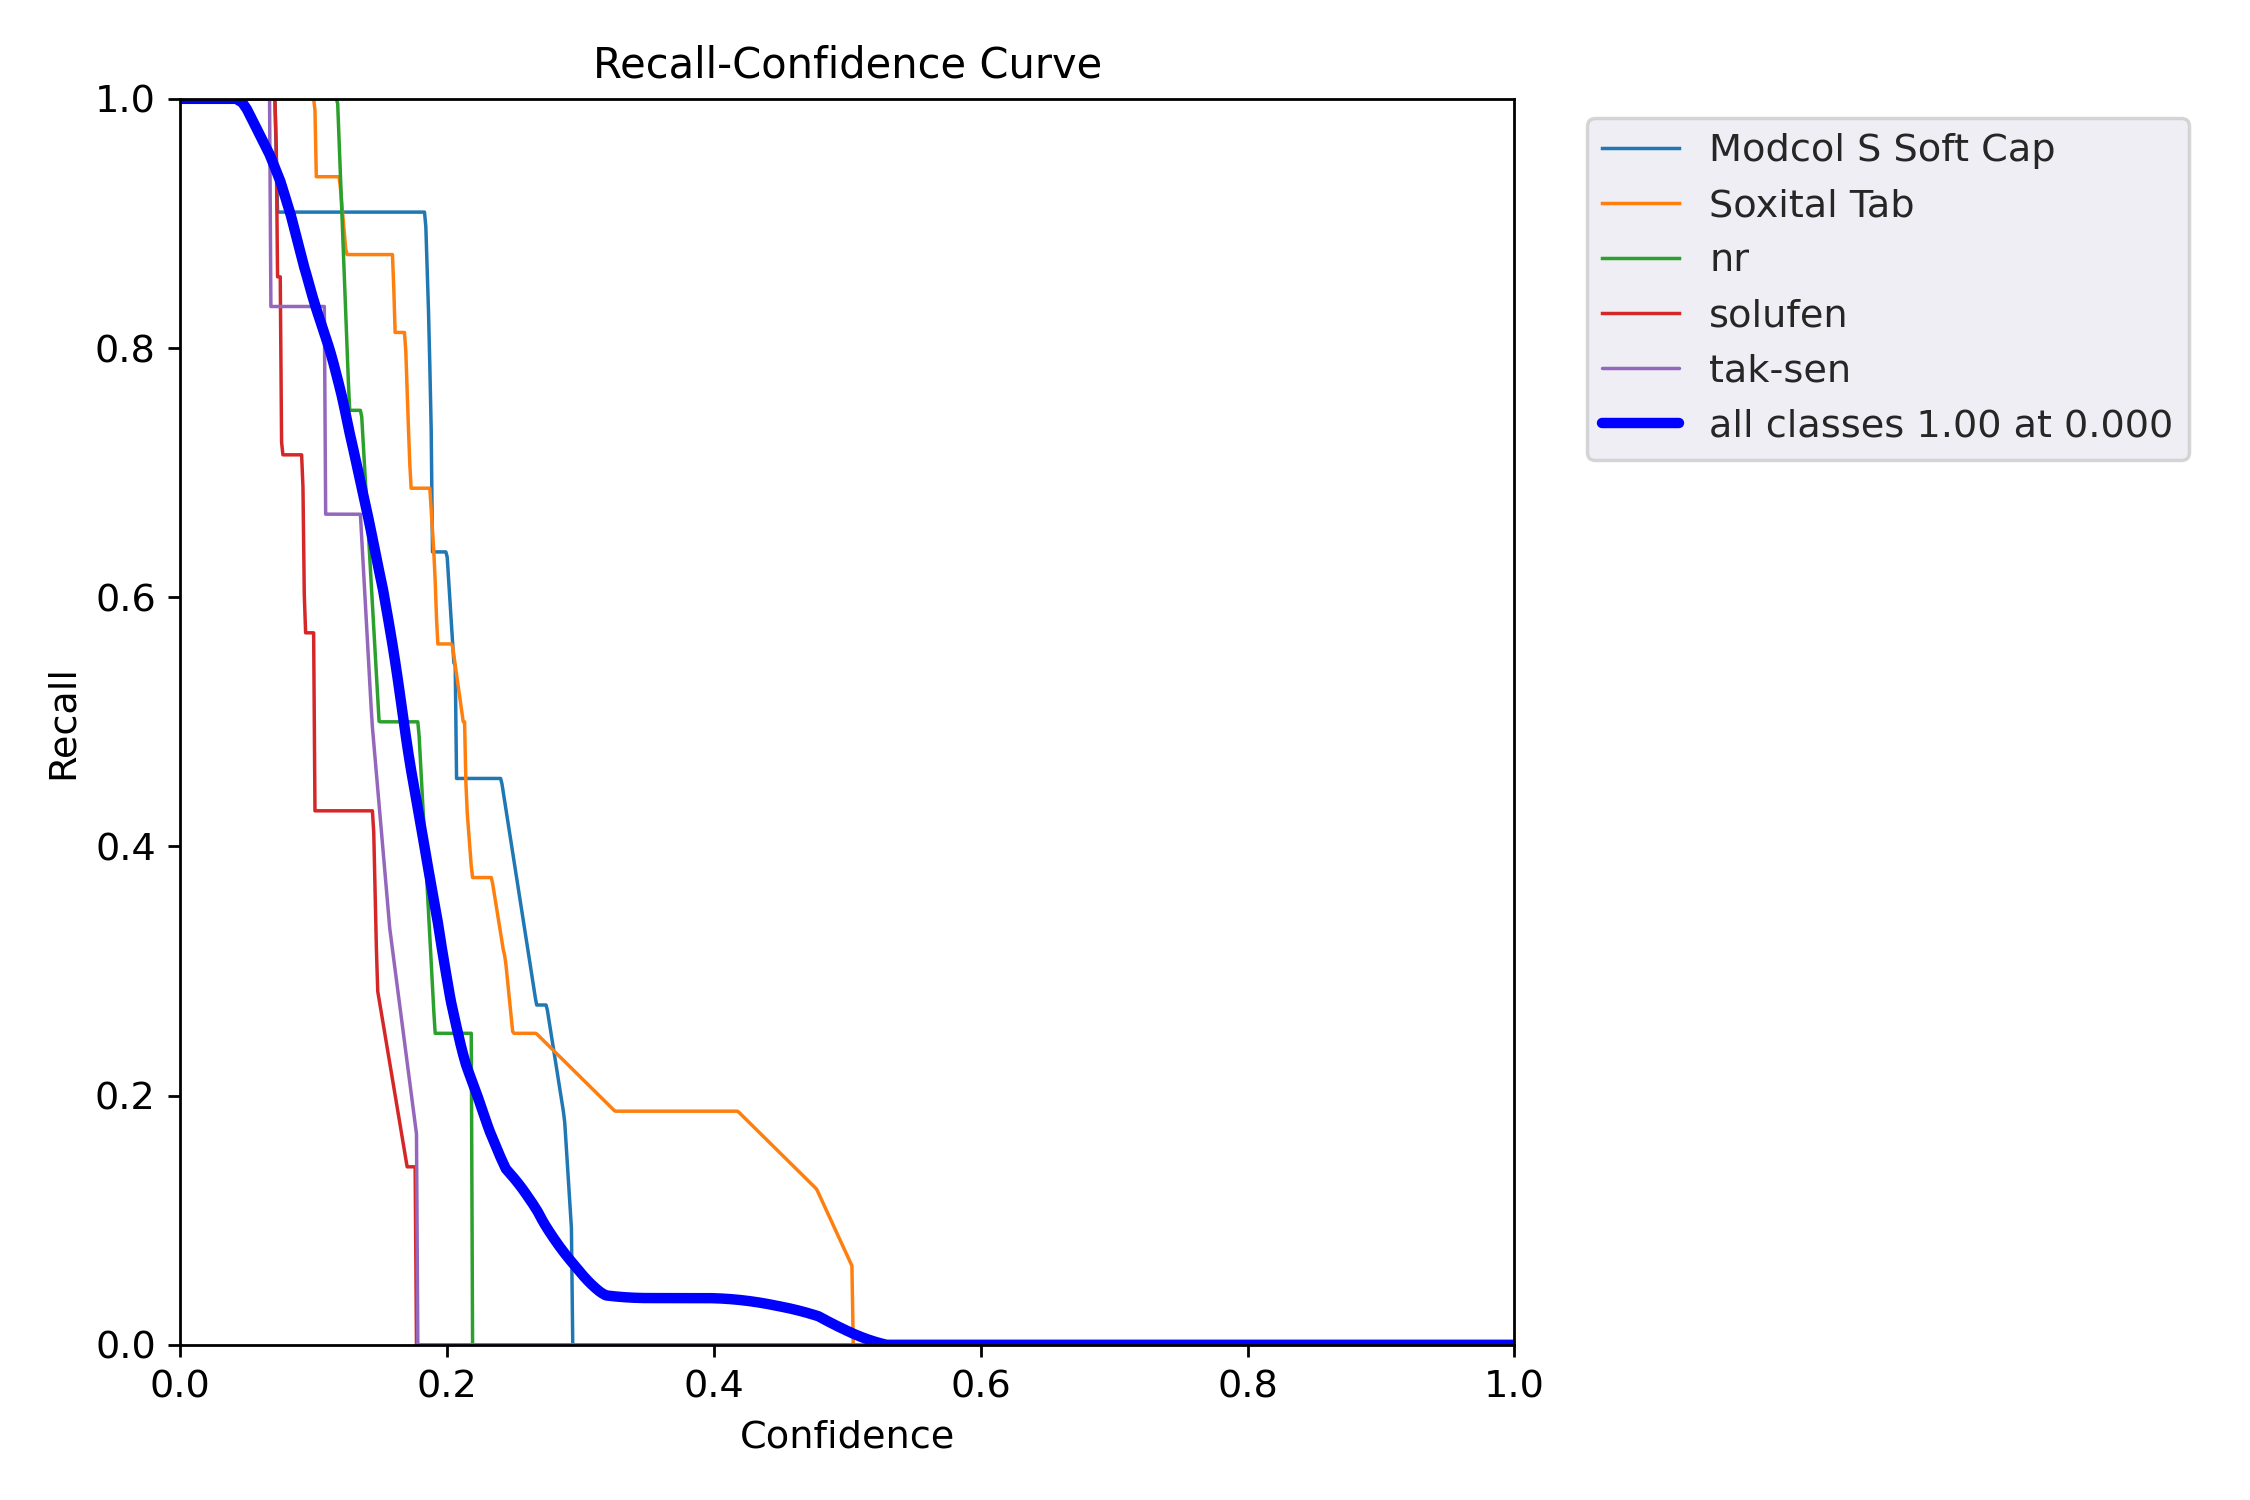 Recall-Confidence Curve
1.0
0.8
0.6
0.4
0.2
0.0
Recall
0.0 0.2 0.4 0.6 0.8 1.0
Confidence
Modcol S Soft Cap
Soxital Tab
nr
solufen
tak-sen
all classes 1.00 at 0.000